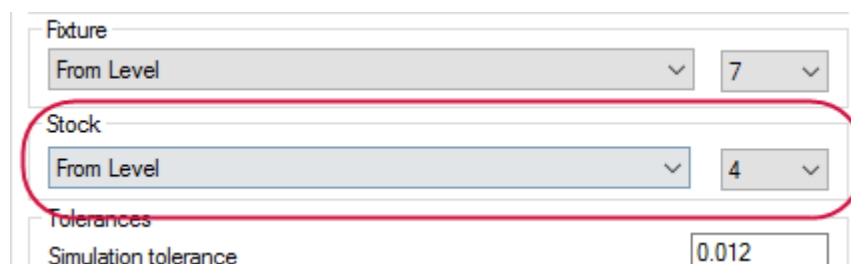 Fixture
From Level 7
Stock
From Level 4
Tolerances
Simulation tolerance 0.012